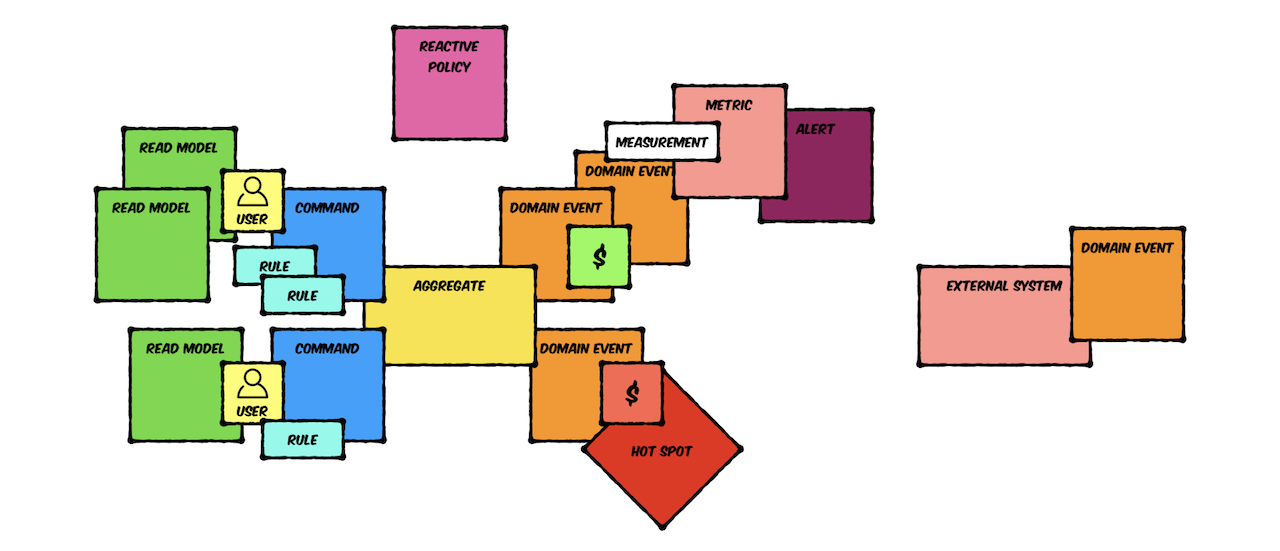 REACTIVE
POLICY
METRIC
ALERT
MEASUREMENT
READ MODEL
DOMAIN EVENT
READ MODEL
USER
COMMAND
DOMAIN EVENT
$
RULE
RULE
AGGREGATE
EXTERNAL SYSTEM
DOMAIN EVENT
READ MODEL
USER
COMMAND
RULE
DOMAIN EVENT
$
HOT SPOT